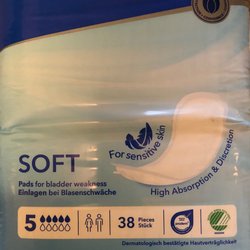 For sensitive skin
SOFT
Pads for bladder weakness
Einlagen bei Blasenschwäche
High Absorption & Discretion
5
38 Pieces
Stück
Dermatologisch bestätigte Hautverträglichkeit